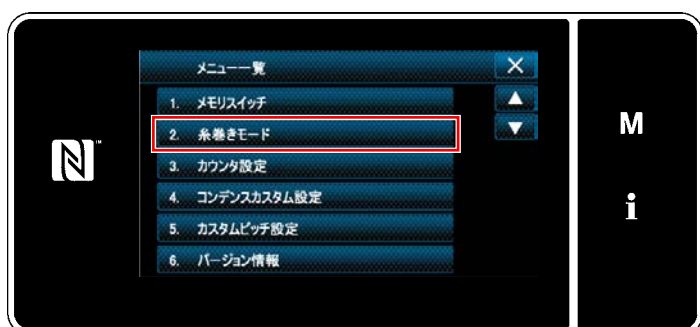 メニュー一覧
1. メモリスイッチ
2. 糸巻きモード
3. カウンタ設定
4. コンデンスカスタム設定
5. カスタムピッチ設定
6. バージョン情報
N™
M
i